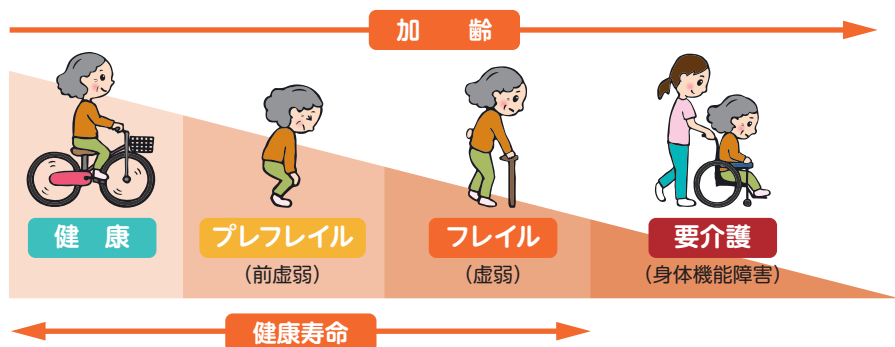 加　齢
健　康
プレフレイル
（前虚弱）
フレイル
（虚弱）
要介護
（身体機能障害）
健康寿命